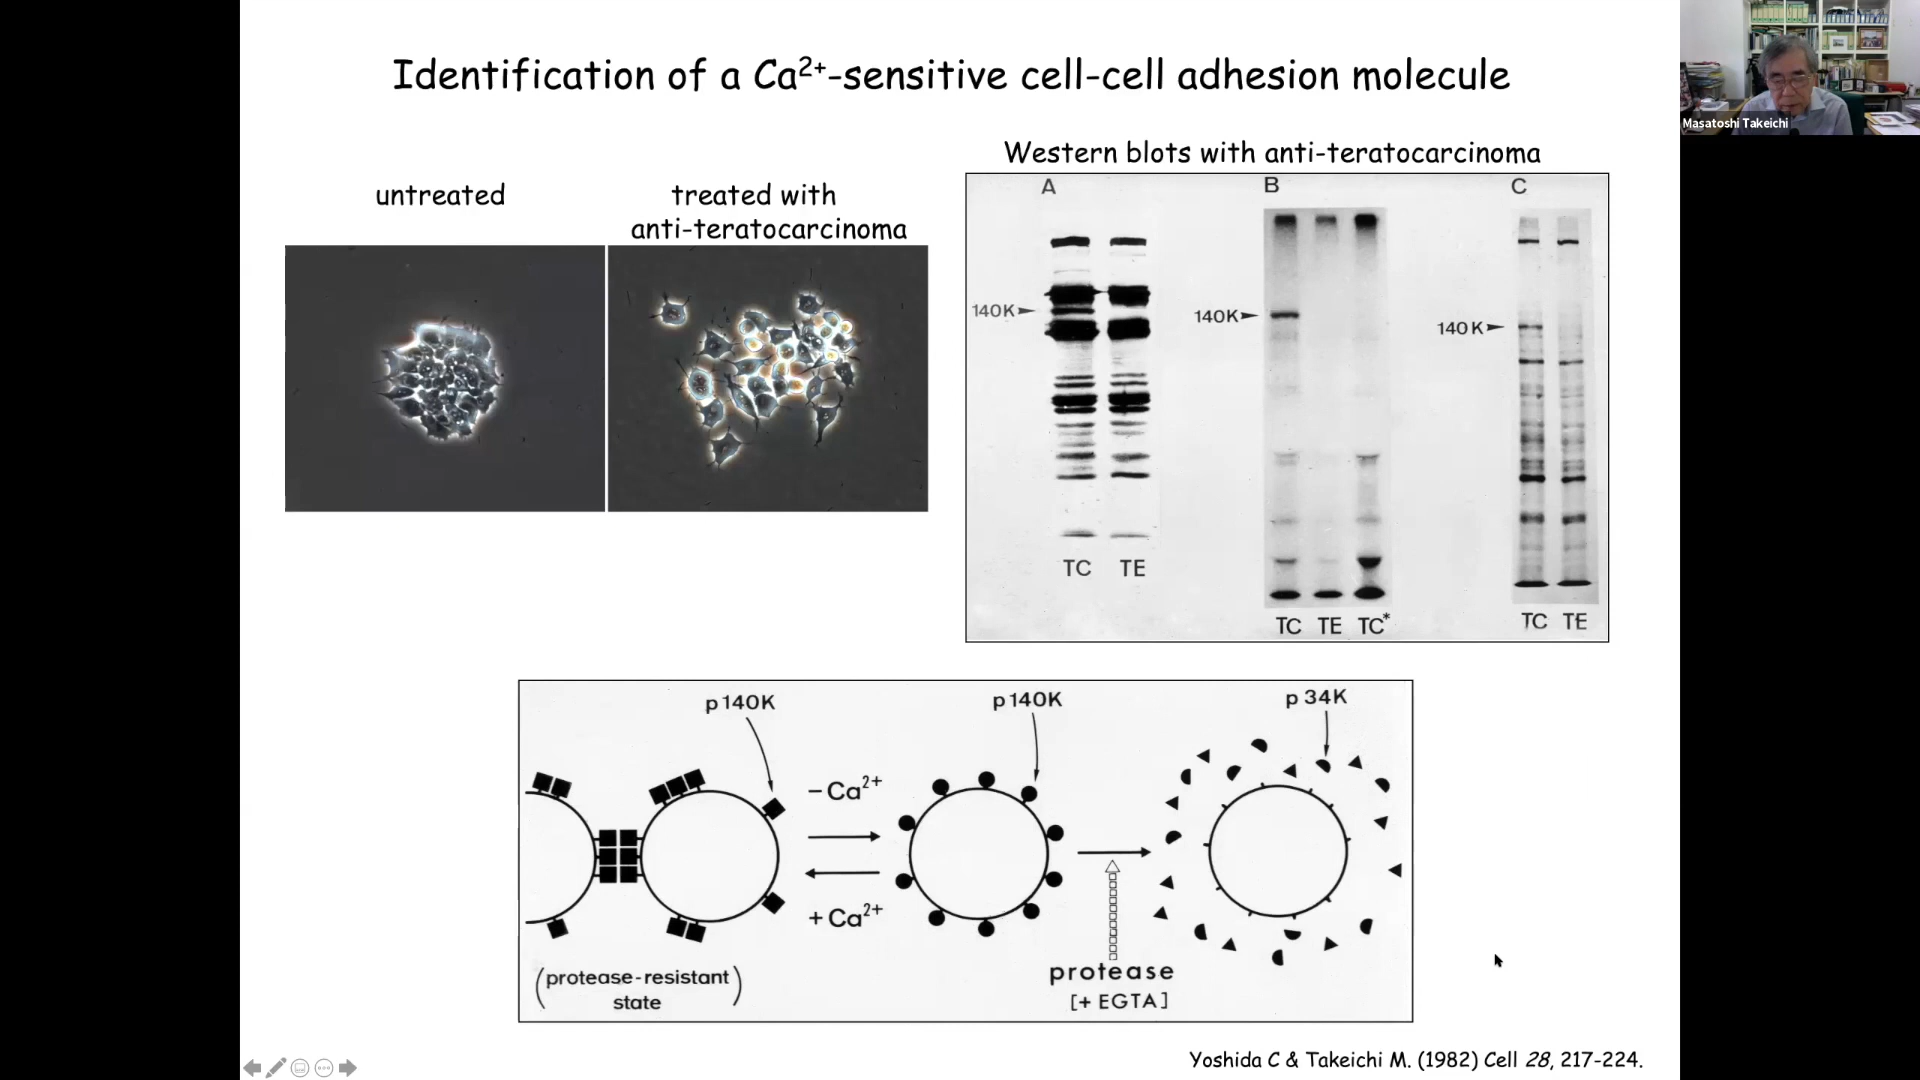 Identification of a Ca²⁺-sensitive cell-cell adhesion molecule
Masatoshi Takeichi
untreated
treated with
anti-teratocarcinoma
Western blots with anti-teratocarcinoma
A
B
C
140K
140K
140K
TC TE
TC TE TC*
TC TE
p140K
p140K
p 34K
-Ca²⁺
+Ca²⁺
(protease-resistant
state)
protease
[+ EGTA]
Yoshida C & Takeichi M. (1982) Cell 28, 217-224.